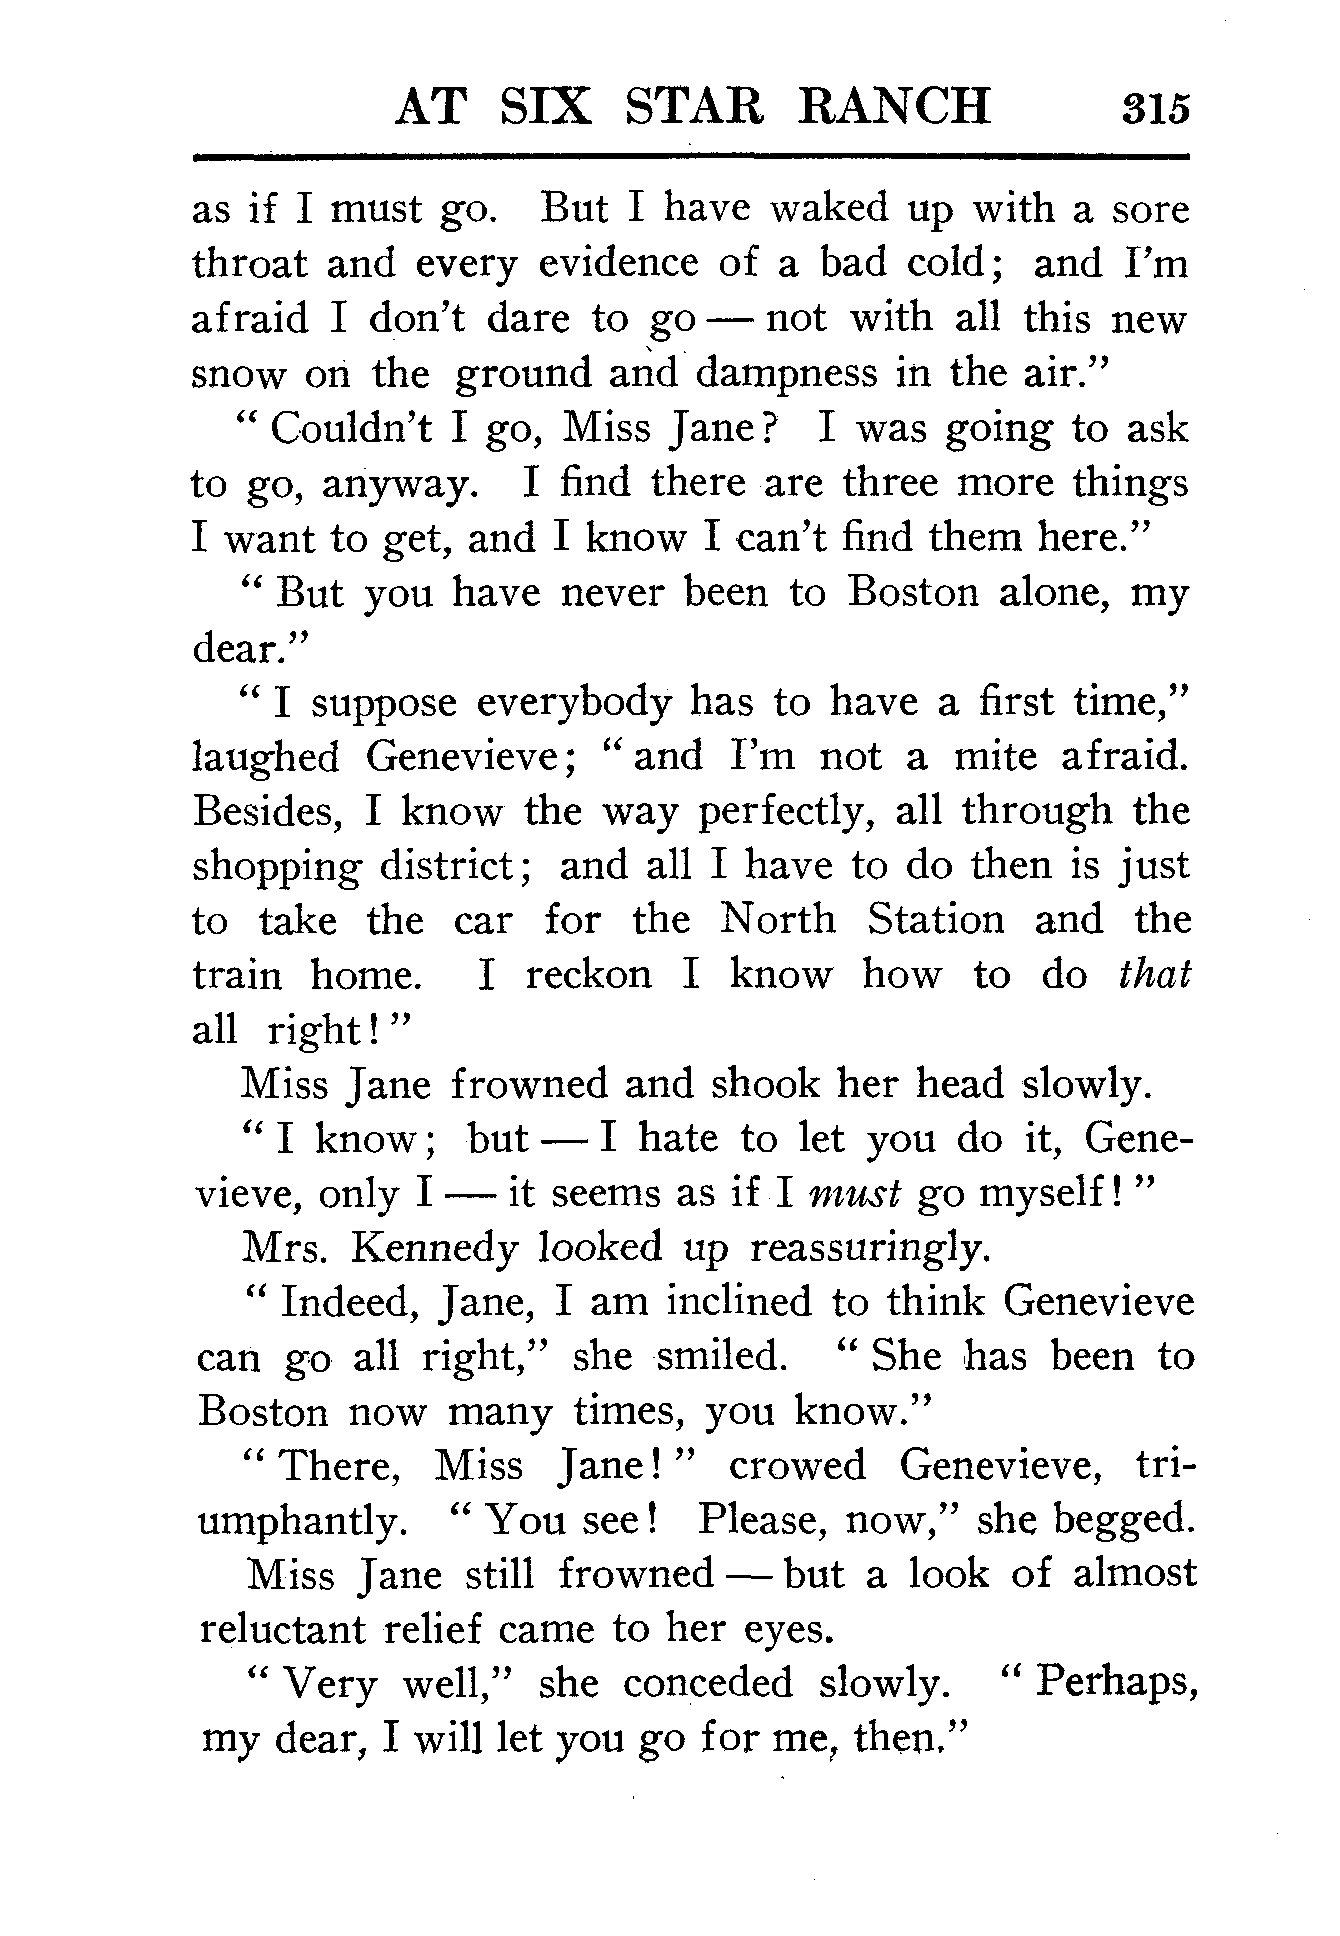 AT SIX STAR RANCH 315
as if I must go. But I have waked up with a sore
throat and every evidence of a bad cold; and I'm
afraid I don't dare to go — not with all this new
snow on the ground and dampness in the air."
" Couldn't I go, Miss Jane? I was going to ask
to go, anyway. I find there are three more things
I want to get, and I know I can't find them here."
" But you have never been to Boston alone, my
dear."
" I suppose everybody has to have a first time,"
laughed Genevieve; " and I'm not a mite afraid.
Besides, I know the way perfectly, all through the
shopping district; and all I have to do then is just
to take the car for the North Station and the
train home. I reckon I know how to do that
all right! "
Miss Jane frowned and shook her head slowly.
" I know; but — I hate to let you do it, Gene-
vieve, only I — it seems as if I must go myself! "
Mrs. Kennedy looked up reassuringly.
" Indeed, Jane, I am inclined to think Genevieve
can go all right," she smiled. " She has been to
Boston now many times, you know."
" There, Miss Jane! " crowed Genevieve, tri-
umphantly. " You see! Please, now," she begged.
Miss Jane still frowned — but a look of almost
reluctant relief came to her eyes.
" Very well," she conceded slowly. " Perhaps,
my dear, I will let you go for me, then."